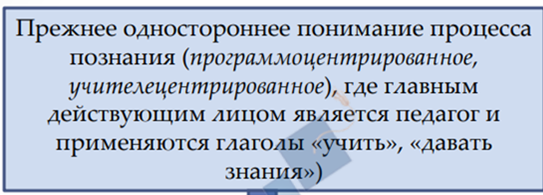 Прежнее одностороннее понимание процесса
познания (программоцентрированное,
учителецентрированное), где главным
действующим лицом является педагог и
применяются глаголы «учить», «давать
знания»)